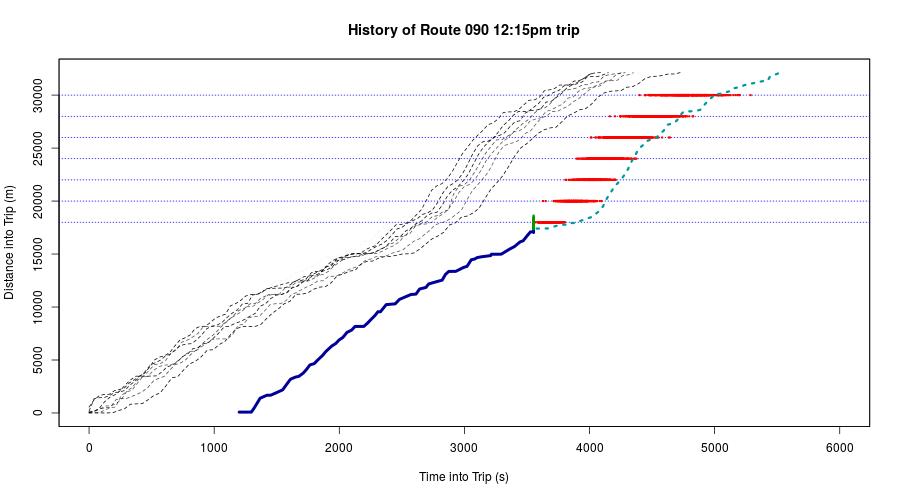 History of Route 090 12:15pm trip
Distance into Trip (m)
30000
25000
20000
15000
10000
5000
0
0 1000 2000 3000 4000 5000 6000
Time into Trip (s)